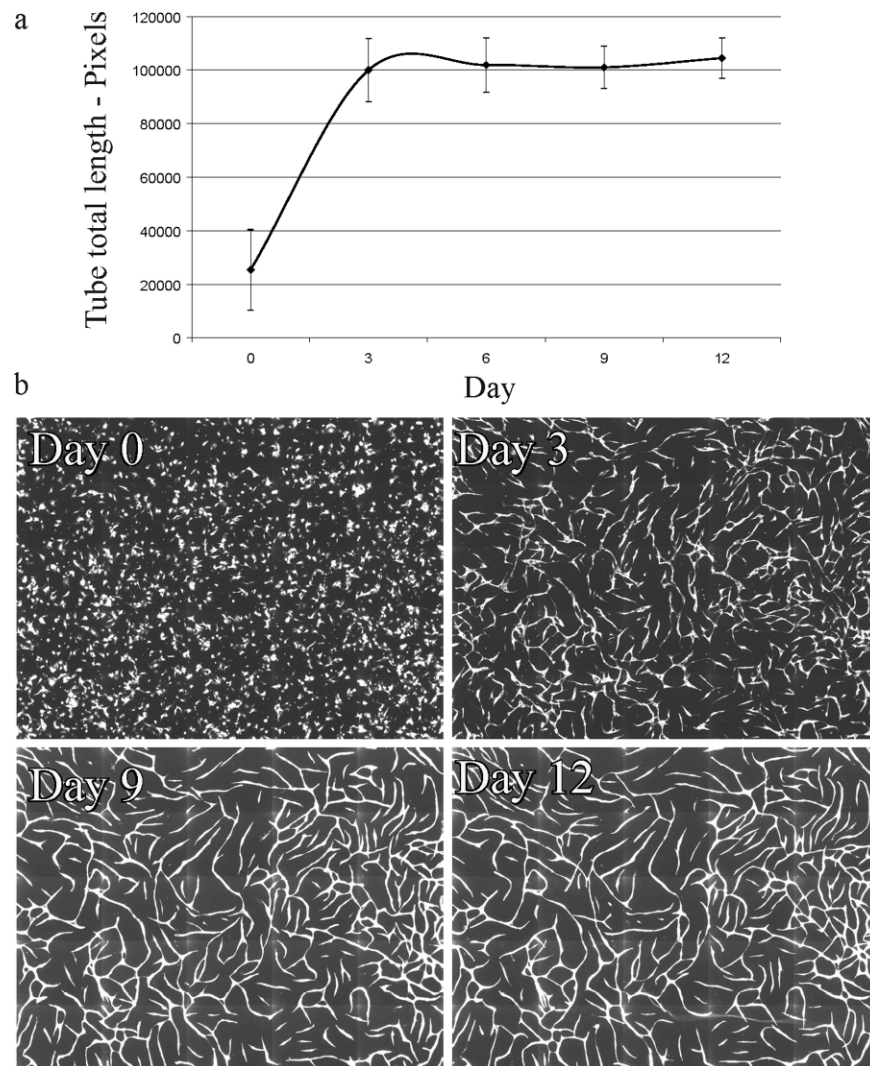 a
Tube total length - Pixels
120000
100000
80000
60000
40000
20000
0
0 3 6 9 12
Day
b
Day 0 Day 3
Day 9 Day 12